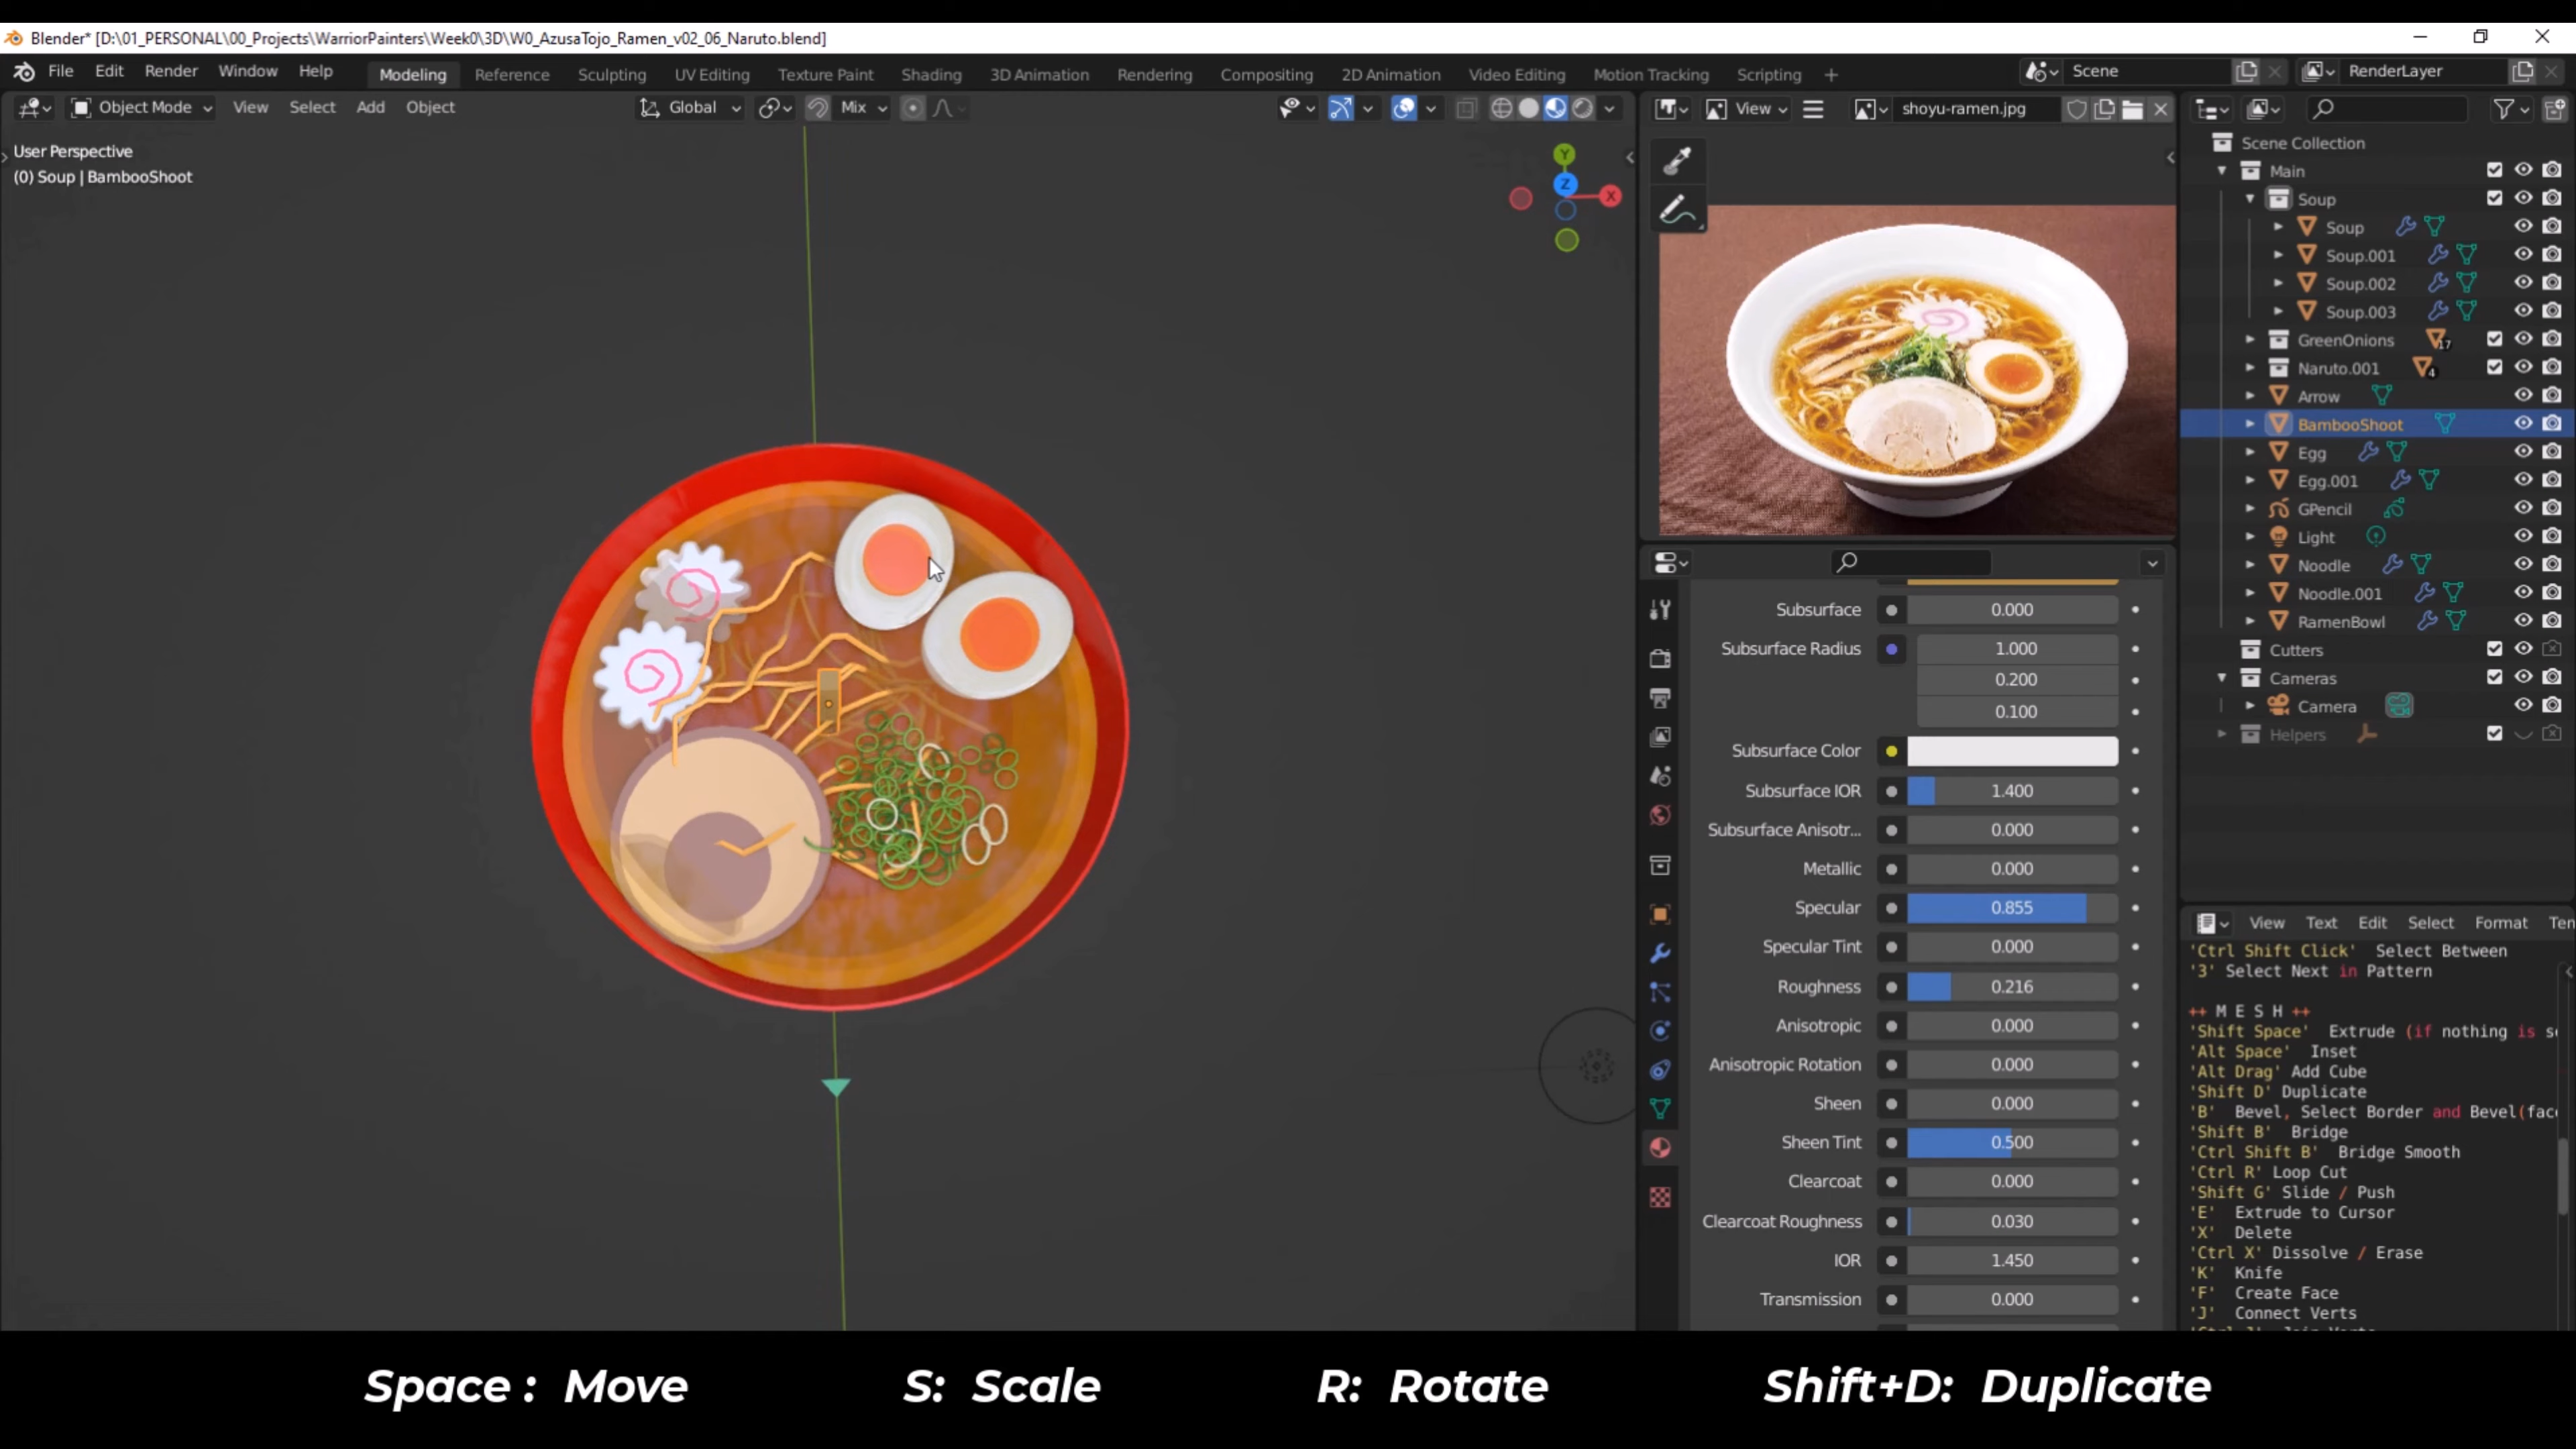 Blender* [D:\01_PERSONAL\00_Projects\WarriorPainters\Week0\3D\W0_AzusaTojo_Ramen_v02_06_Naruto.blend]
File Edit Render Window Help Modeling Reference Sculpting UV Editing Texture Paint Shading 3D Animation Rendering Compositing 2D Animation Video Editing Motion Tracking Scripting + Scene RenderLayer
Object Mode View Select Add Object Global Mix View shoyu-ramen.jpg
User Perspective
(0) Soup | BambooShoot
Y
Z
X
Scene Collection
Main
Soup
Soup
Soup.001
Soup.002
Soup.003
GreenOnions 17
Naruto.001 4
Arrow
BambooShoot
Egg
Egg.001
GPencil
Light
Noodle
Noodle.001
RamenBowl
Cutters
Cameras
Camera
Helpers
Subsurface 0.000
Subsurface Radius 1.000
0.200
0.100
Subsurface Color
Subsurface IOR 1.400
Subsurface Anisotr... 0.000
Metallic 0.000
Specular 0.855
Specular Tint 0.000
Roughness 0.216
Anisotropic 0.000
Anisotropic Rotation 0.000
Sheen 0.000
Sheen Tint 0.500
Clearcoat 0.000
Clearcoat Roughness 0.030
IOR 1.450
Transmission 0.000
View Text Edit Select Format
'Ctrl Shift Click' Select Between
'3' Select Next in Pattern
++ M E S H ++
'Shift Space' Extrude (if nothing is
'Alt Space' Inset
'Alt Drag' Add Cube
'Shift D' Duplicate
'B' Bevel, Select Border and Bevel(fac
'Shift B' Bridge
'Ctrl Shift B' Bridge Smooth
'Ctrl R' Loop Cut
'Shift G' Slide / Push
'E' Extrude to Cursor
'X' Delete
'Ctrl X' Dissolve / Erase
'K' Knife
'F' Create Face
'J' Connect Verts
Space : Move S: Scale R: Rotate Shift+D: Duplicate